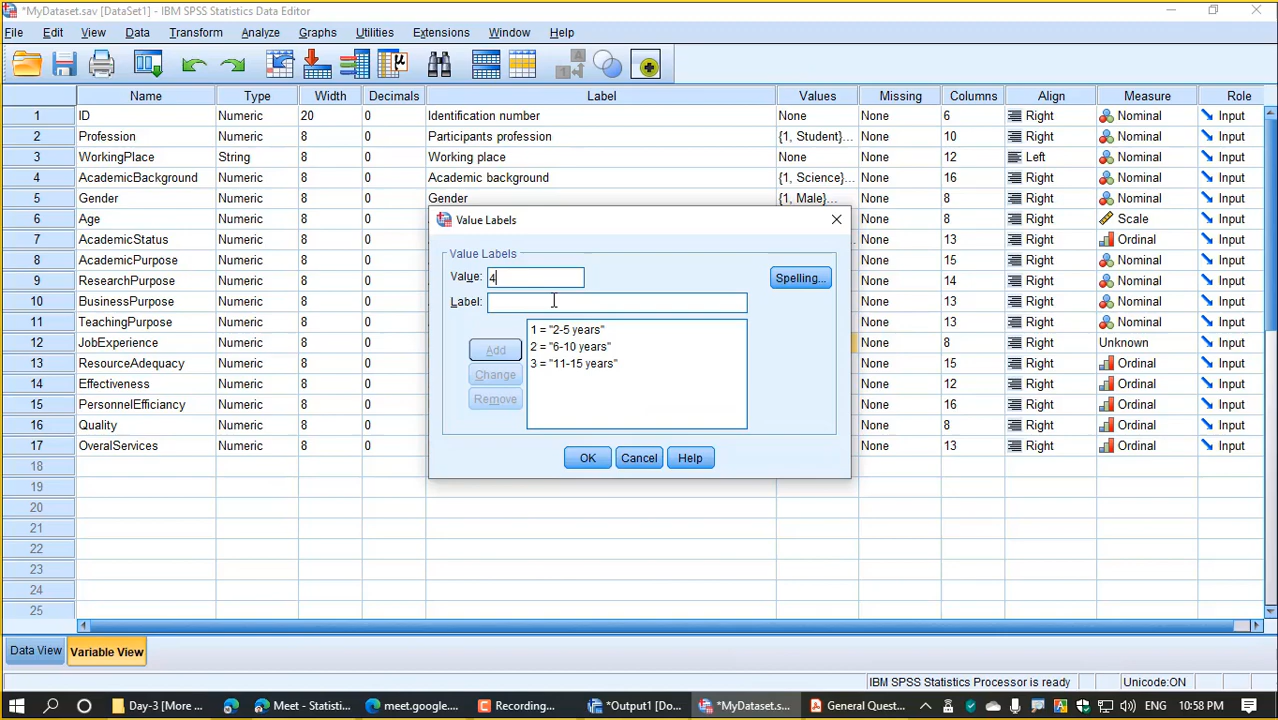 *MyDataset.sav [DataSet1] - IBM SPSS Statistics Data Editor
File Edit View Data Transform Analyze Graphs Utilities Extensions Window Help
Name Type Width Decimals Label Values Missing Columns Align Measure Role
1 ID Numeric 20 0 Identification number None None 6 Right Nominal Input
2 Profession Numeric 8 0 Participants profession {1, Student}... None 10 Right Nominal Input
3 WorkingPlace String 8 0 Working place None None 12 Left Nominal Input
4 AcademicBackground Numeric 8 0 Academic background {1, Science}... None 16 Right Nominal Input
5 Gender Numeric 8 0 Gender {1, Male}... None 8 Right Nominal Input
6 Age Numeric 8 0 None 8 Right Scale Input
7 AcademicStatus Numeric 8 0 None 13 Right Ordinal Input
8 AcademicPurpose Numeric 8 0 None 13 Right Nominal Input
9 ResearchPurpose Numeric 8 0 None 14 Right Nominal Input
10 BusinessPurpose Numeric 8 0 None 13 Right Nominal Input
11 TeachingPurpose Numeric 8 0 None 13 Right Nominal Input
12 JobExperience Numeric 8 0 None 8 Right Unknown Input
13 ResourceAdequacy Numeric 8 0 None 15 Right Ordinal Input
14 Effectiveness Numeric 8 0 None 12 Right Ordinal Input
15 PersonnelEfficiancy Numeric 8 0 None 16 Right Ordinal Input
16 Quality Numeric 8 0 None 8 Right Ordinal Input
17 OveralServices Numeric 8 0 None 13 Right Ordinal Input
18
19
20
21
22
23
24
25
Value Labels
Value Labels
Value: 4
Spelling...
Label:
1 = "2-5 years"
2 = "6-10 years"
3 = "11-15 years"
Add
Change
Remove
OK Cancel Help
Data View Variable View
IBM SPSS Statistics Processor is ready Unicode:ON
Day-3 [More ... Meet - Statisti... meet.google.... Recording... *Output1 [Do... *MyDataset.s... General Quest... ENG 10:58 PM